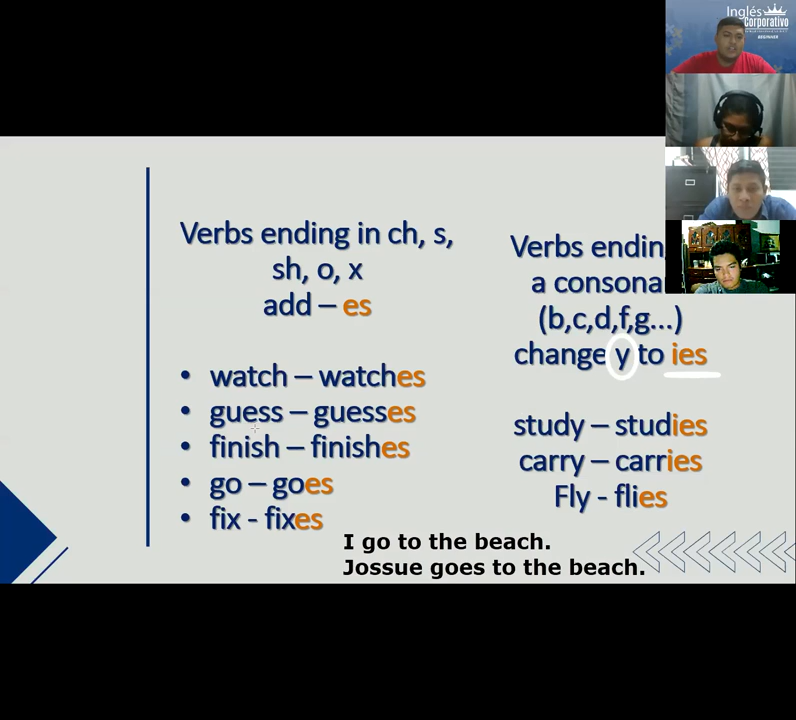 Inglés
Corporativo
BEGINNER
Verbs ending in ch, s,
sh, o, x
add – es
• watch – watches
• guess – guesses
• finish – finishes
• go – goes
• fix - fixes
Verbs ending
a consona
(b,c,d,f,g...)
change y to ies
study – studies
carry – carries
Fly - flies
I go to the beach.
Jossue goes to the beach.